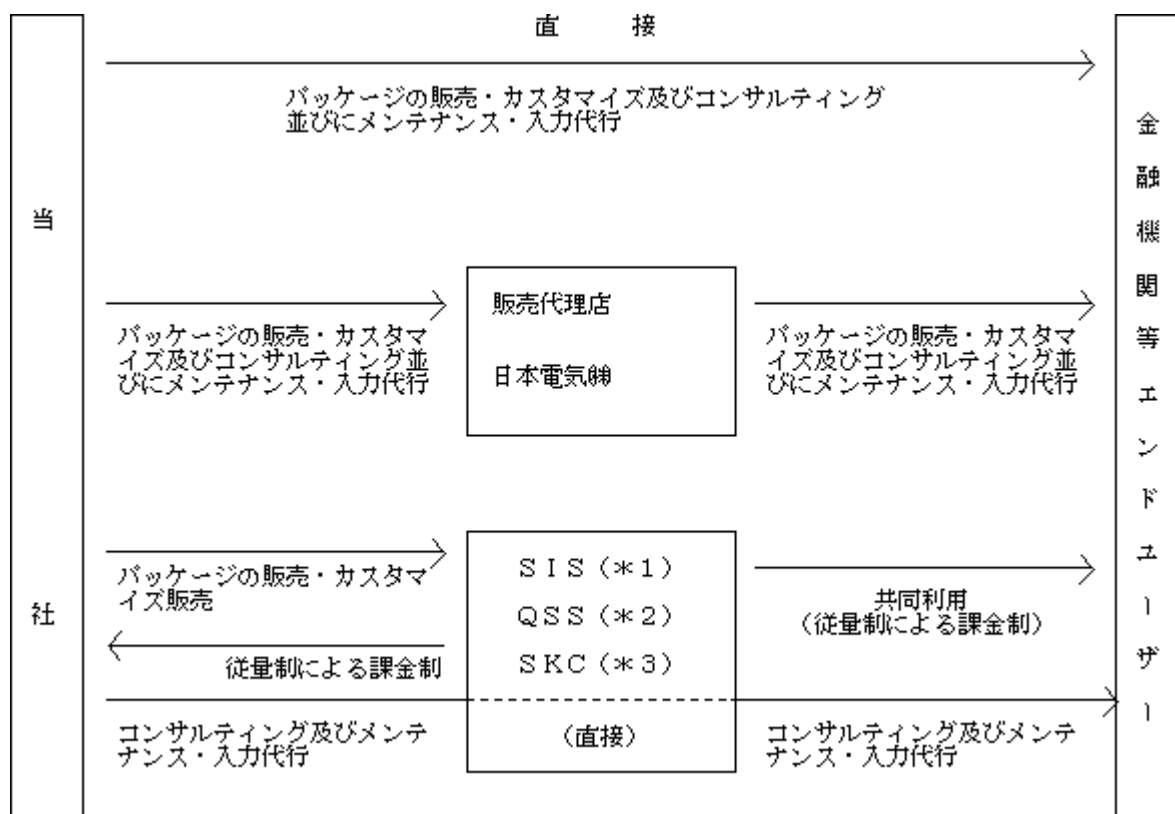 直接
パッケージの販売・カスタマイズ及びコンサルティング
並びにメンテナンス・入力代行
当社
金融機関等エンドユーザー
販売代理店
日本電気㈱
パッケージの販売・カスタマ
イズ及びコンサルティング並
びにメンテナンス・入力代行
パッケージの販売・カスタマ
イズ及びコンサルティング並
びにメンテナンス・入力代行
パッケージの販売・カスタマ
イズ販売
従量制による課金制
SIS(*1)
QSS(*2)
SKC(*3)
(直接)
共同利用
(従量制による課金制)
コンサルティング及びメンテ
ナンス・入力代行
コンサルティング及びメンテ
ナンス・入力代行